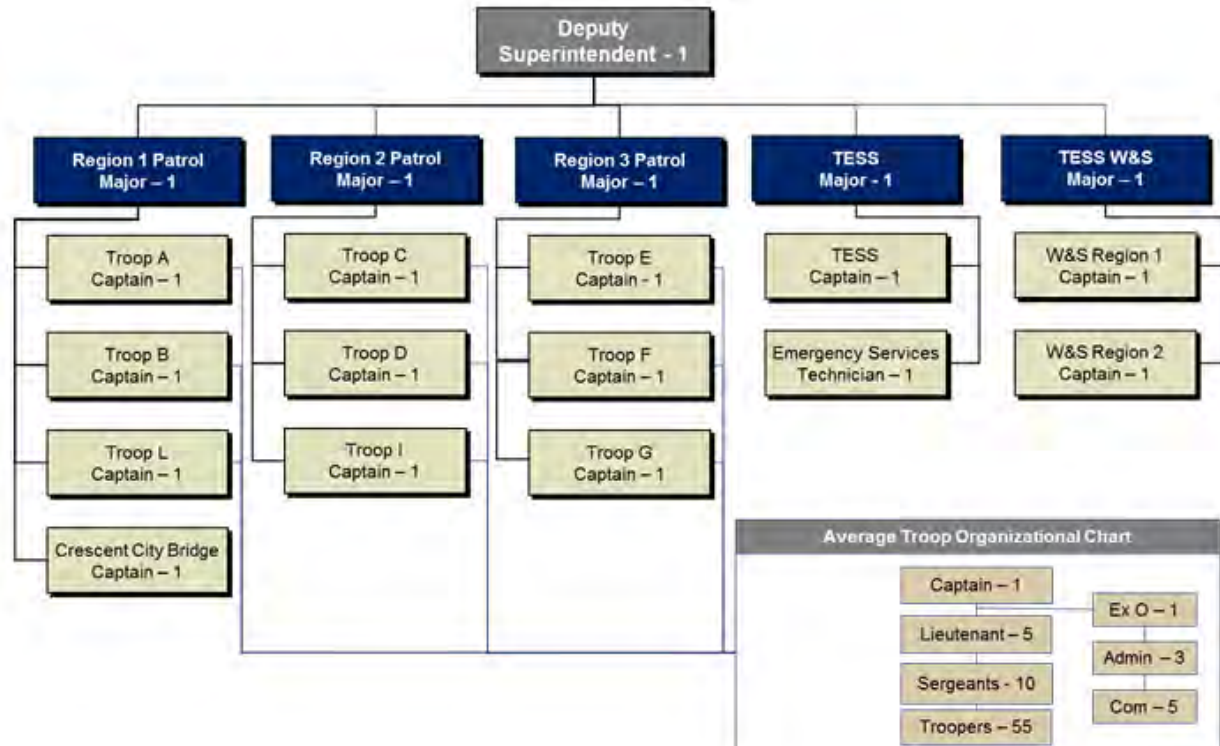 Deputy
Superintendent - 1
Region 1 Patrol
Major – 1
Region 2 Patrol
Major – 1
Region 3 Patrol
Major – 1
TESS
Major - 1
TESS W&S
Major – 1
Troop A
Captain – 1
Troop C
Captain – 1
Troop E
Captain - 1
TESS
Captain – 1
W&S Region 1
Captain – 1
Troop B
Captain – 1
Troop D
Captain – 1
Troop F
Captain – 1
Emergency Services
Technician – 1
W&S Region 2
Captain – 1
Troop L
Captain – 1
Troop I
Captain – 1
Troop G
Captain – 1
Crescent City Bridge
Captain – 1
Average Troop Organizational Chart
Captain – 1
Ex O – 1
Lieutenant – 5
Admin – 3
Sergeants - 10
Com – 5
Troopers – 55